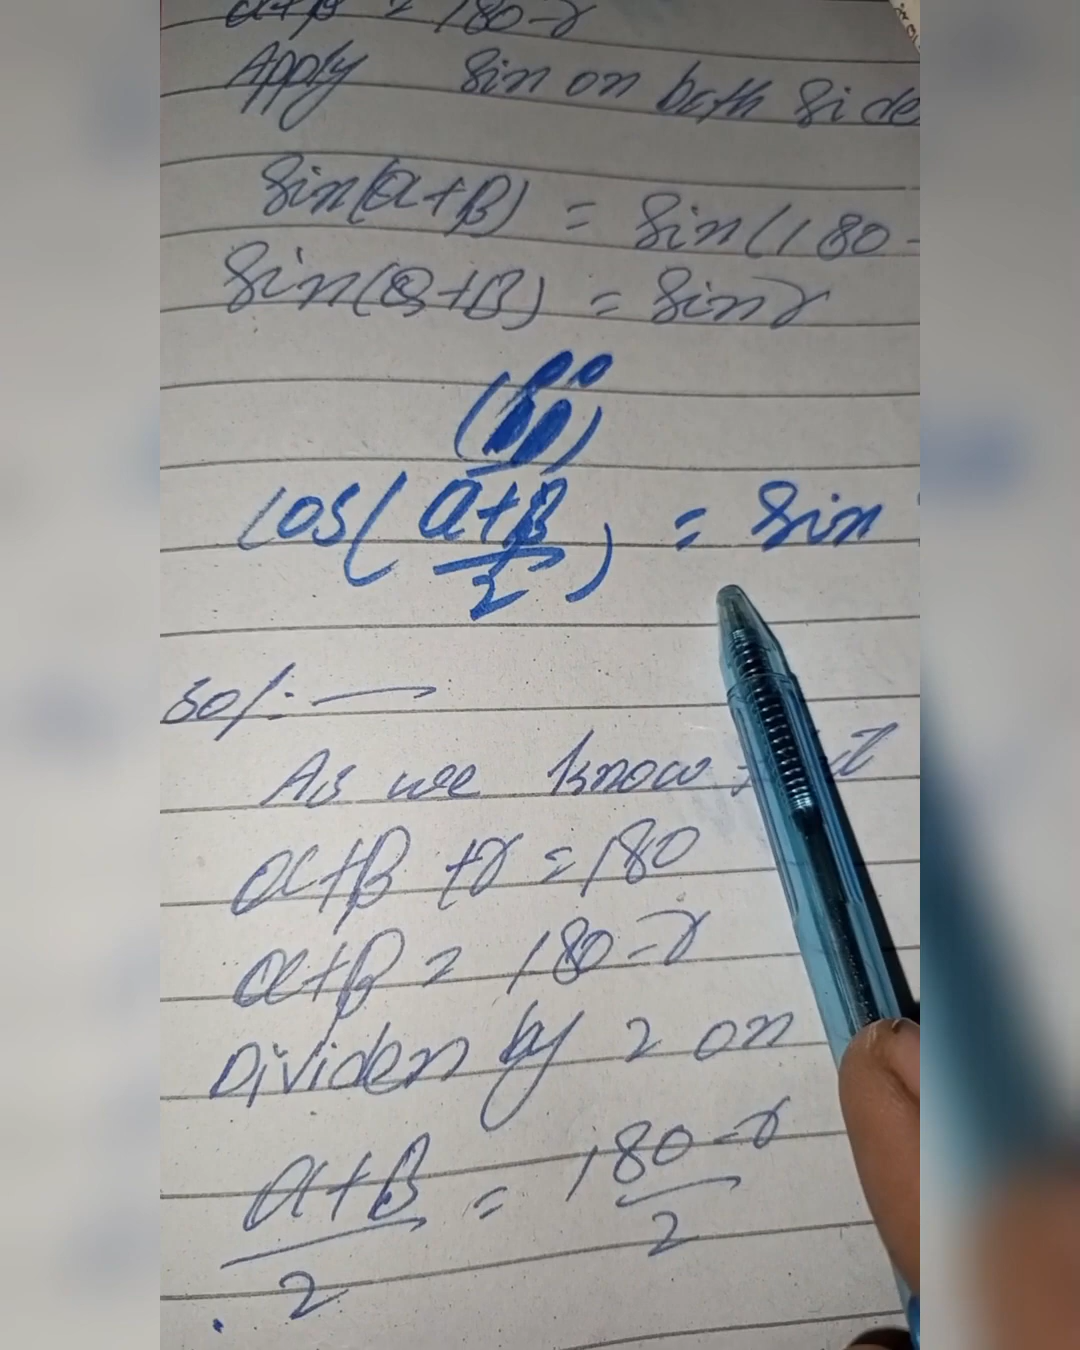 α+β = 180-γ
Apply Sin on both side
Sin(α+β) = Sin(180-
Sin(α+β) = Sinγ
cos(α+β/2) = Sin
Sol:—
As we know
α+β+γ=180
α+β = 180-γ
Dividen by 2 on
α+β/2 = 180-γ/2